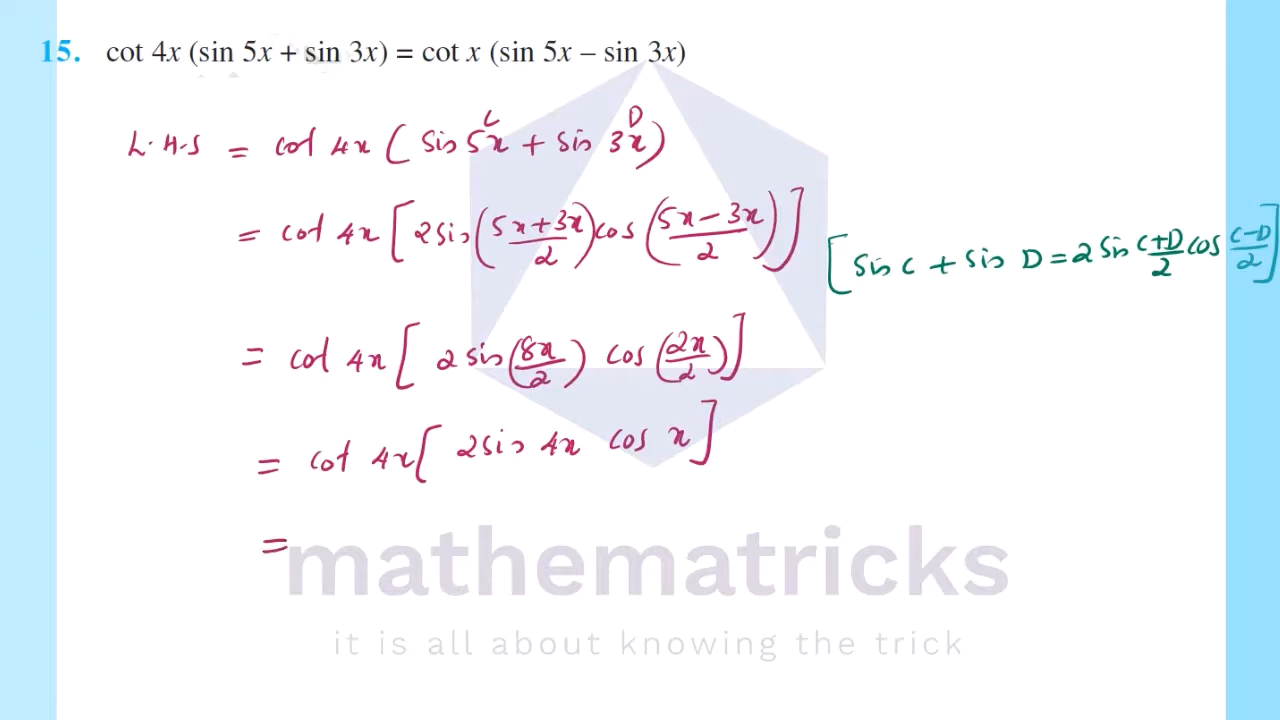 15. cot 4x (sin 5x + sin 3x) = cot x (sin 5x – sin 3x)
C D
L.H.S = cot 4x ( sin 5x + sin 3x )
= cot 4x [ 2 sin ( 5x + 3x / 2 ) cos ( 5x – 3x / 2 ) ]
[ sin C + sin D = 2 sin C+D/2 cos C–D/2 ]
= cot 4x [ 2 sin ( 8x / 2 ) cos ( 2x / 2 ) ]
= cot 4x [ 2 sin 4x cos x ]
=
mathematricks
it is all about knowing the trick